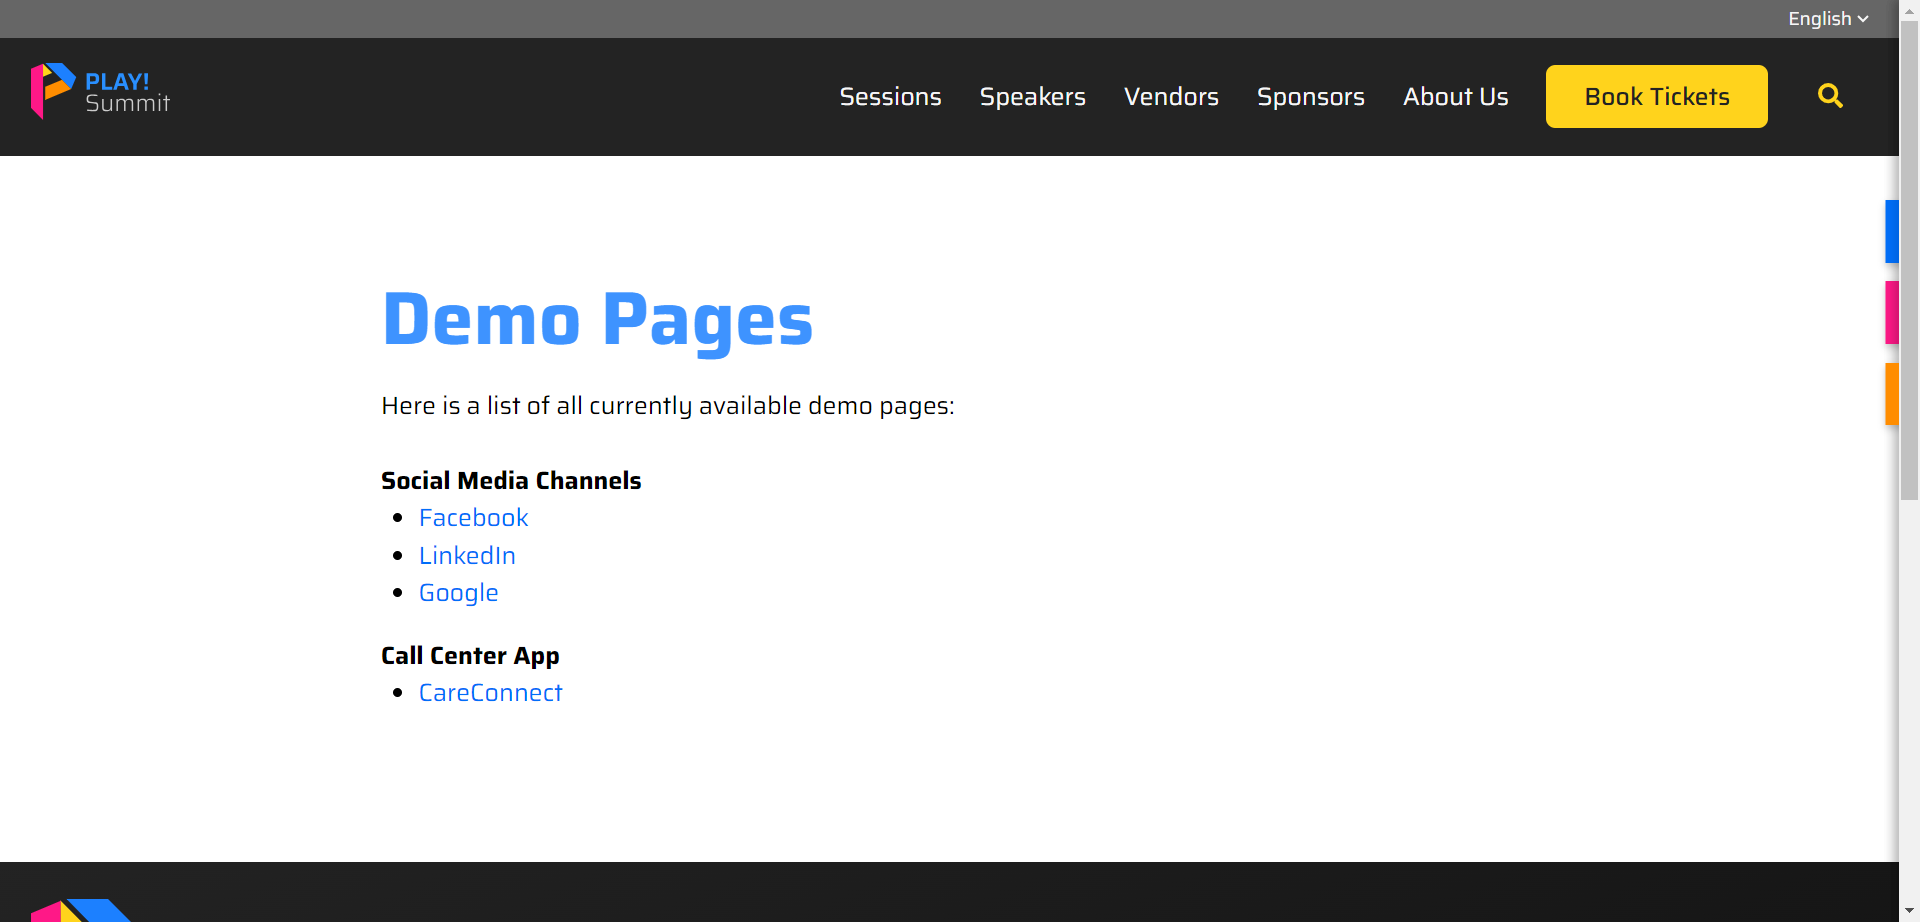 English
PLAY!
Summit
Sessions
Speakers
Vendors
Sponsors
About Us
Book Tickets
Demo Pages
Here is a list of all currently available demo pages:
Social Media Channels
Facebook
LinkedIn
Google
Call Center App
CareConnect